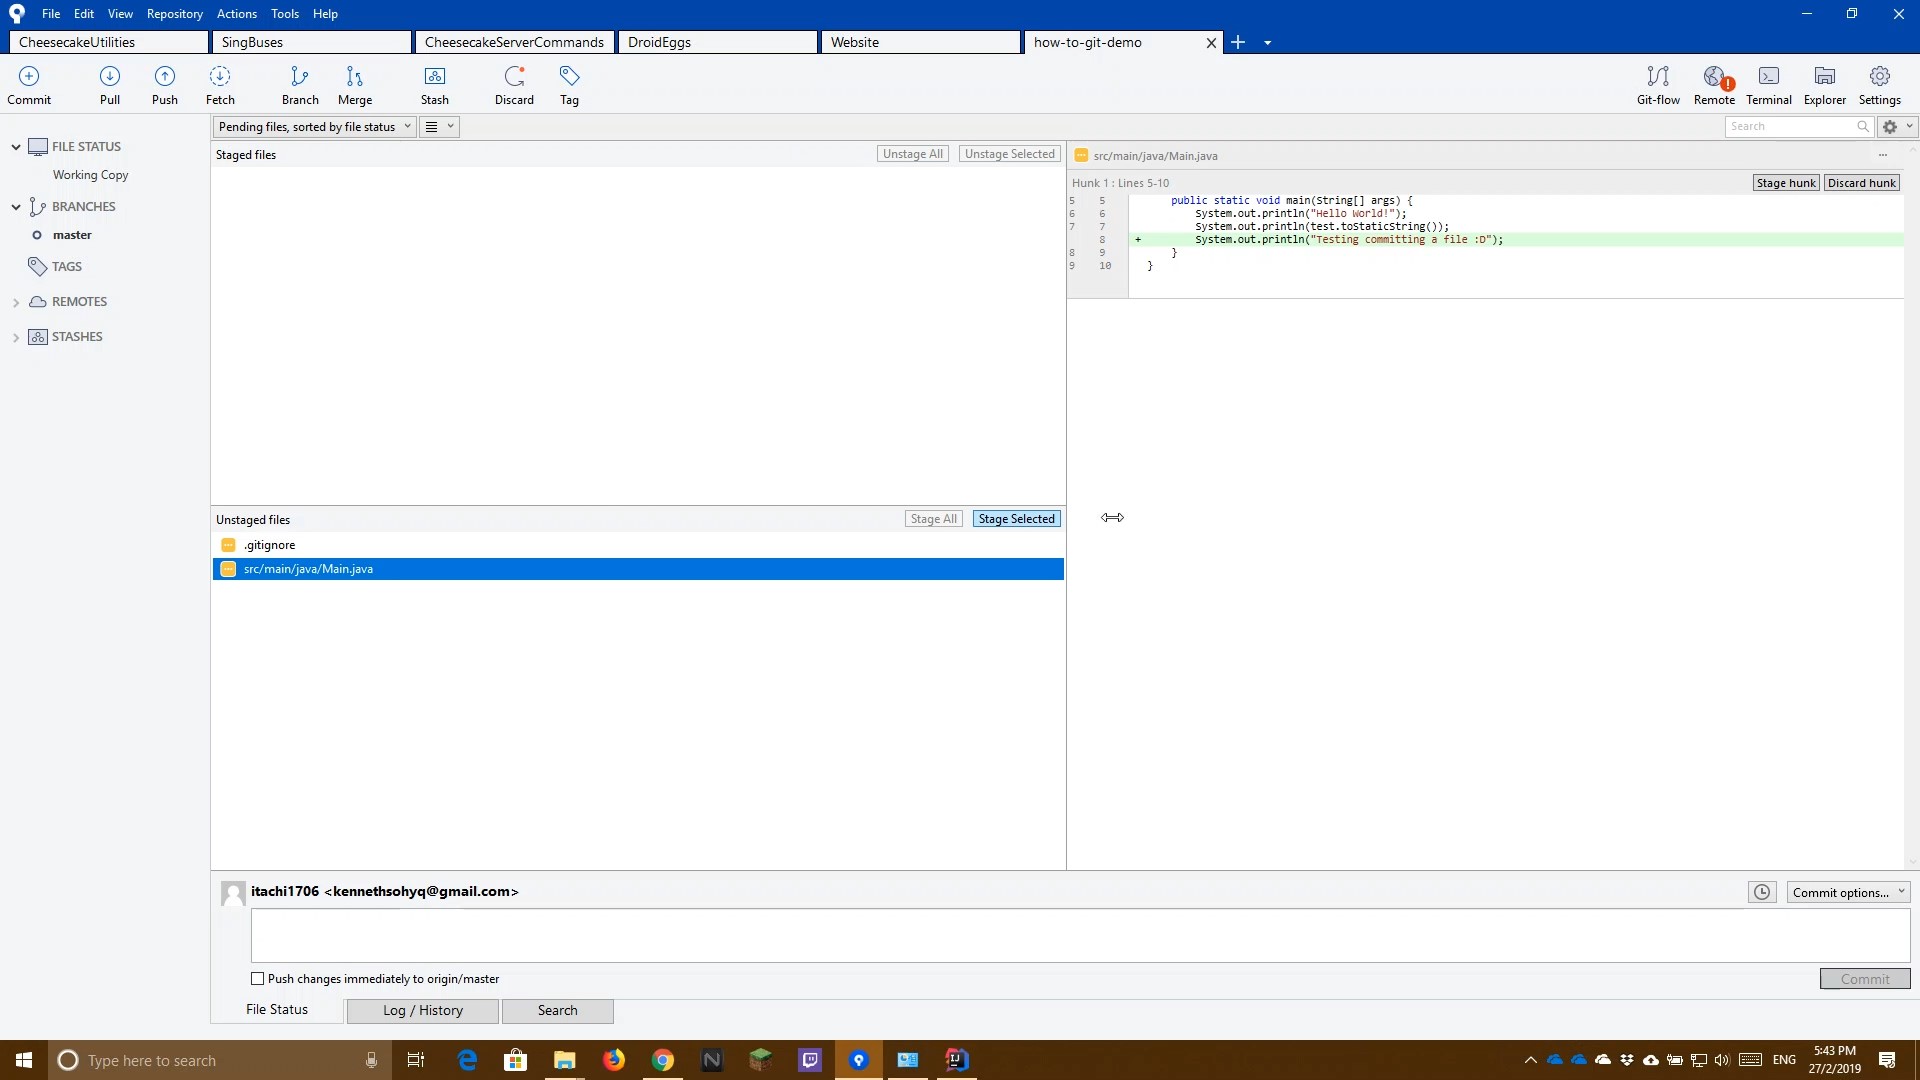 File Edit View Repository Actions Tools Help
CheesecakeUtilities SingBuses CheesecakeServerCommands DroidEggs Website how-to-git-demo
Commit Pull Push Fetch Branch Merge Stash Discard Tag Git-flow Remote Terminal Explorer Settings
Pending files, sorted by file status Search
FILE STATUS
Working Copy
BRANCHES
master
TAGS
REMOTES
STASHES
Staged files Unstage All Unstage Selected
Unstaged files Stage All Stage Selected
.gitignore
src/main/java/Main.java
src/main/java/Main.java
Hunk 1 : Lines 5-10 Stage hunk Discard hunk
5 5 public static void main(String[] args) {
6 6 System.out.println("Hello World!");
7 7 System.out.println(test.toStaticString());
8 + System.out.println("Testing committing a file :D");
8 9 }
9 10 }
itachi1706 <kennethsohyq@gmail.com> Commit options...
Push changes immediately to origin/master Commit
File Status Log / History Search
Type here to search ENG 5:43 PM
27/2/2019